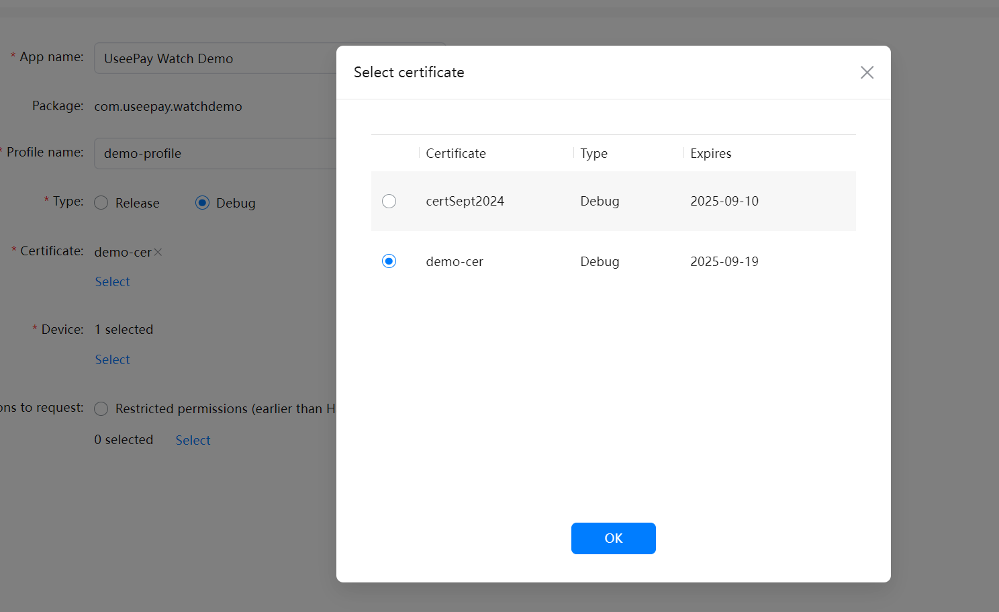 * App name: UseePay Watch Demo
Package: com.useepay.watchdemo
* Profile name: demo-profile
* Type: Release Debug
* Certificate: demo-cer
Select
* Device: 1 selected
Select
to request: Restricted permissions (earlier than
0 selected Select
Select certificate
Certificate Type Expires
certSept2024 Debug 2025-09-10
demo-cer Debug 2025-09-19
OK